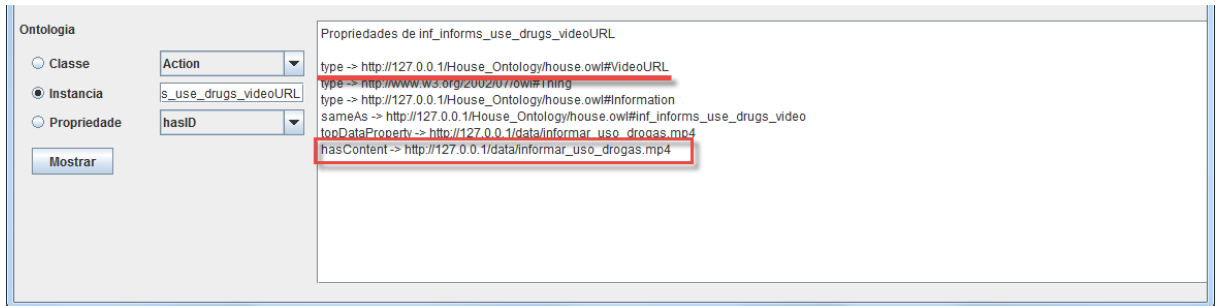 Ontologia
Classe
Action
Instancia
s_use_drugs_videoURL
Propriedade
hasID
Mostrar
Propriedades de inf_informs_use_drugs_videoURL
type -> http://127.0.0.1/House_Ontology/house.owl#VideoURL
type -> http://www.w3.org/2002/07/owl#Thing
type -> http://127.0.0.1/House_Ontology/house.owl#Information
sameAs -> http://127.0.0.1/House_Ontology/house.owl#inf_informs_use_drugs_video
topDataProperty -> http://127.0.0.1/data/informar_uso_drogas.mp4
hasContent -> http://127.0.0.1/data/informar_uso_drogas.mp4